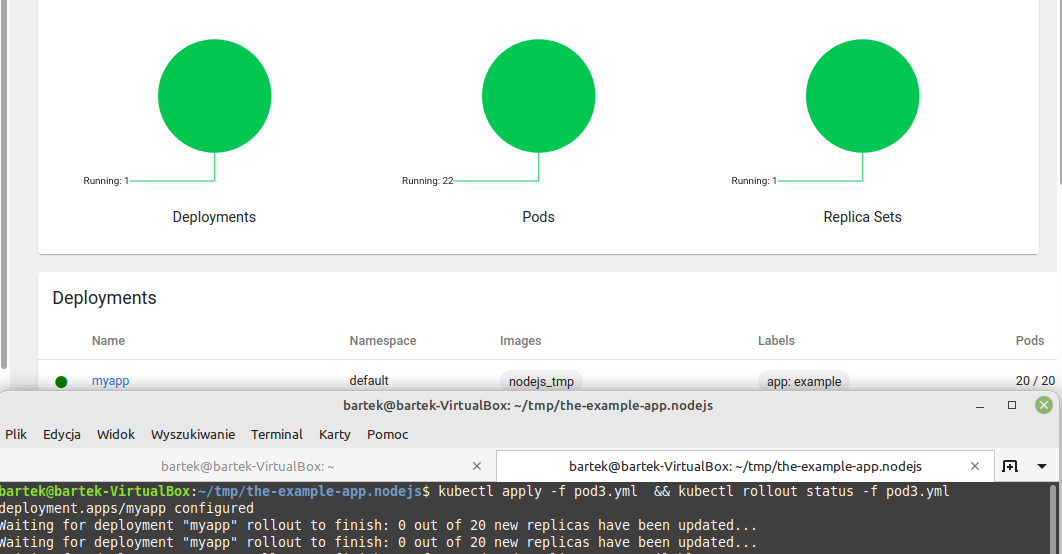 Running: 1
Running: 22
Running: 1
Deployments
Pods
Replica Sets
Deployments
Name Namespace Images Labels Pods
myapp default nodejs_tmp app: example 20 / 20
bartek@bartek-VirtualBox: ~/tmp/the-example-app.nodejs
Plik Edycja Widok Wyszukiwanie Terminal Karty Pomoc
bartek@bartek-VirtualBox: ~ bartek@bartek-VirtualBox: ~/tmp/the-example-app.nodejs
bartek@bartek-VirtualBox:~/tmp/the-example-app.nodejs$ kubectl apply -f pod3.yml && kubectl rollout status -f pod3.yml
deployment.apps/myapp configured
Waiting for deployment "myapp" rollout to finish: 0 out of 20 new replicas have been updated...
Waiting for deployment "myapp" rollout to finish: 0 out of 20 new replicas have been updated...